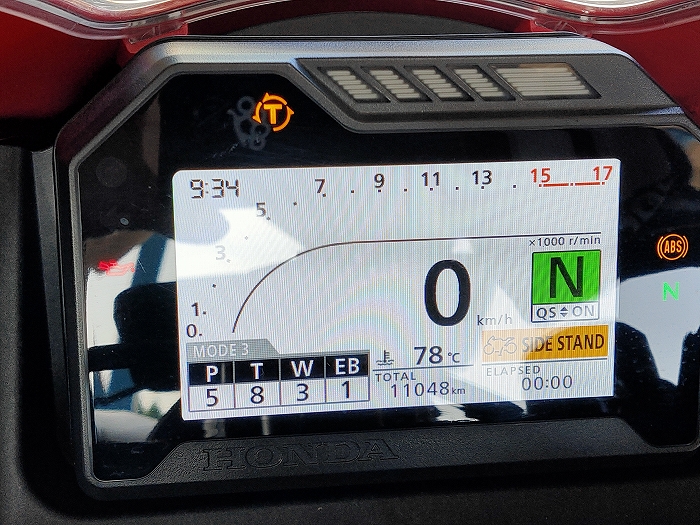 T
9:34
0. 1. 3. 5. 7. 9. 11. 13. 15 17
×1000 r/min
ABS
0 km/h
N
N
QS ON
SIDE STAND
MODE 3
P T W EB
5 8 3 1
78 °C
TOTAL
11048 km
ELAPSED
00:00
HONDA